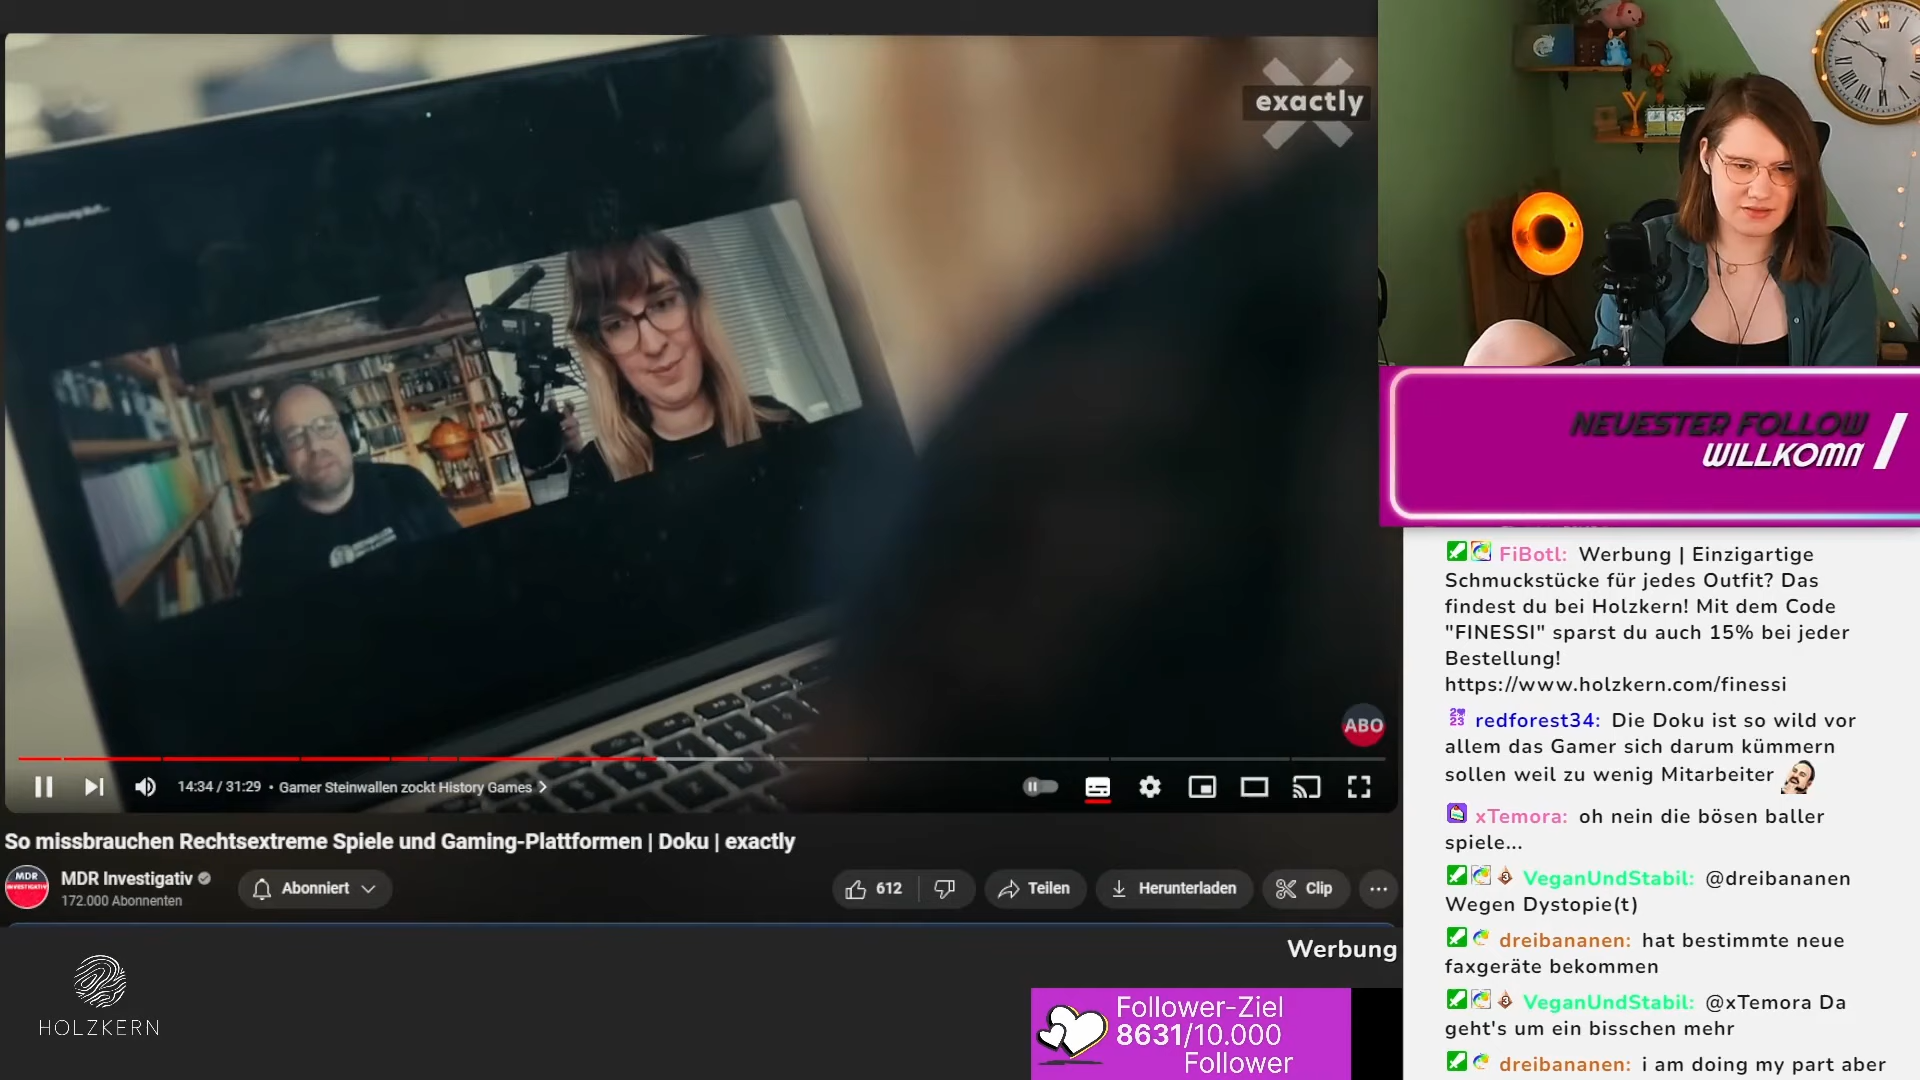 exactly
ABO
14:34 / 31:29 • Gamer Steinwallen zockt History Games
So missbrauchen Rechtsextreme Spiele und Gaming-Plattformen | Doku | exactly
MDR
INVESTIGATIV
MDR Investigativ
172.000 Abonnenten
Abonniert
612
Teilen
Herunterladen
Clip
Werbung
HOLZKERN
Follower-Ziel
8631/10.000
Follower
NEUESTER FOLLOW
WILLKOMN
FiBotl: Werbung | Einzigartige
Schmuckstücke für jedes Outfit? Das
findest du bei Holzkern! Mit dem Code
"FINESSI" sparst du auch 15% bei jeder
Bestellung!
https://www.holzkern.com/finessi
redforest34: Die Doku ist so wild vor
allem das Gamer sich darum kümmern
sollen weil zu wenig Mitarbeiter
xTemora: oh nein die bösen baller
spiele...
VeganUndStabil: @dreibananen
Wegen Dystopie(t)
dreibananen: hat bestimmte neue
faxgeräte bekommen
VeganUndStabil: @xTemora Da
geht's um ein bisschen mehr
dreibananen: i am doing my part aber